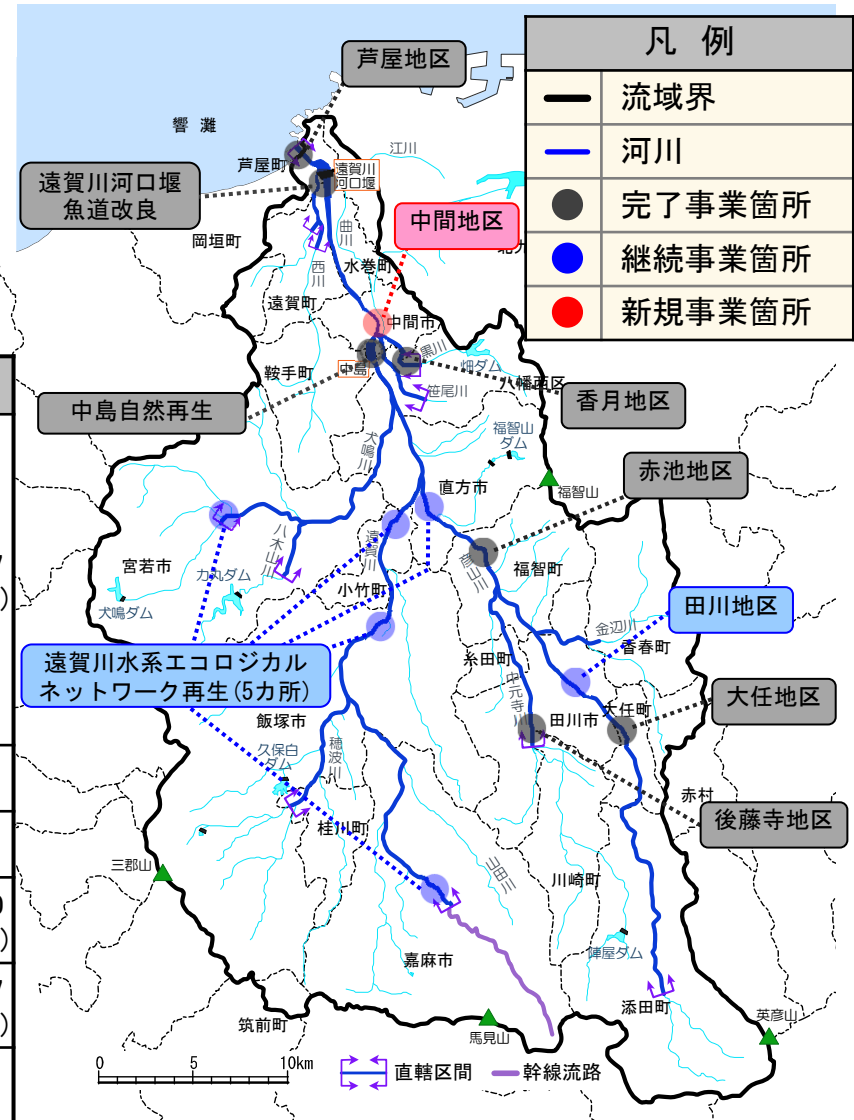 芦屋地区
凡 例
流域界
河川
完了事業箇所
継続事業箇所
新規事業箇所
響 灘
江川
芦屋町
遠賀川
河口堰
遠賀川河口堰
魚道改良
中間地区
岡垣町
曲川
西川
水巻町
遠賀町
中間市
黒川
畑ダム
鞍手町
中島
笹尾川
八幡西区
香月地区
中島自然再生
犬鳴川
福智山
ダム
赤池地区
直方市
福智山
宮若市
八木山川
遠賀川
彦山川
福智町
力丸ダム
犬鳴ダム
小竹町
田川地区
金辺川
香春町
遠賀川水系エコロジカル
ネットワーク再生(5カ所)
糸田町
中元寺川
田川市
大任町
大任地区
飯塚市
穂波川
久保白
ダム
赤村
後藤寺地区
桂川町
三郡山
川崎町
陣屋ダム
嘉麻市
添田町
筑前町
馬見山
英彦山
0 5 10km
直轄区間
幹線流路